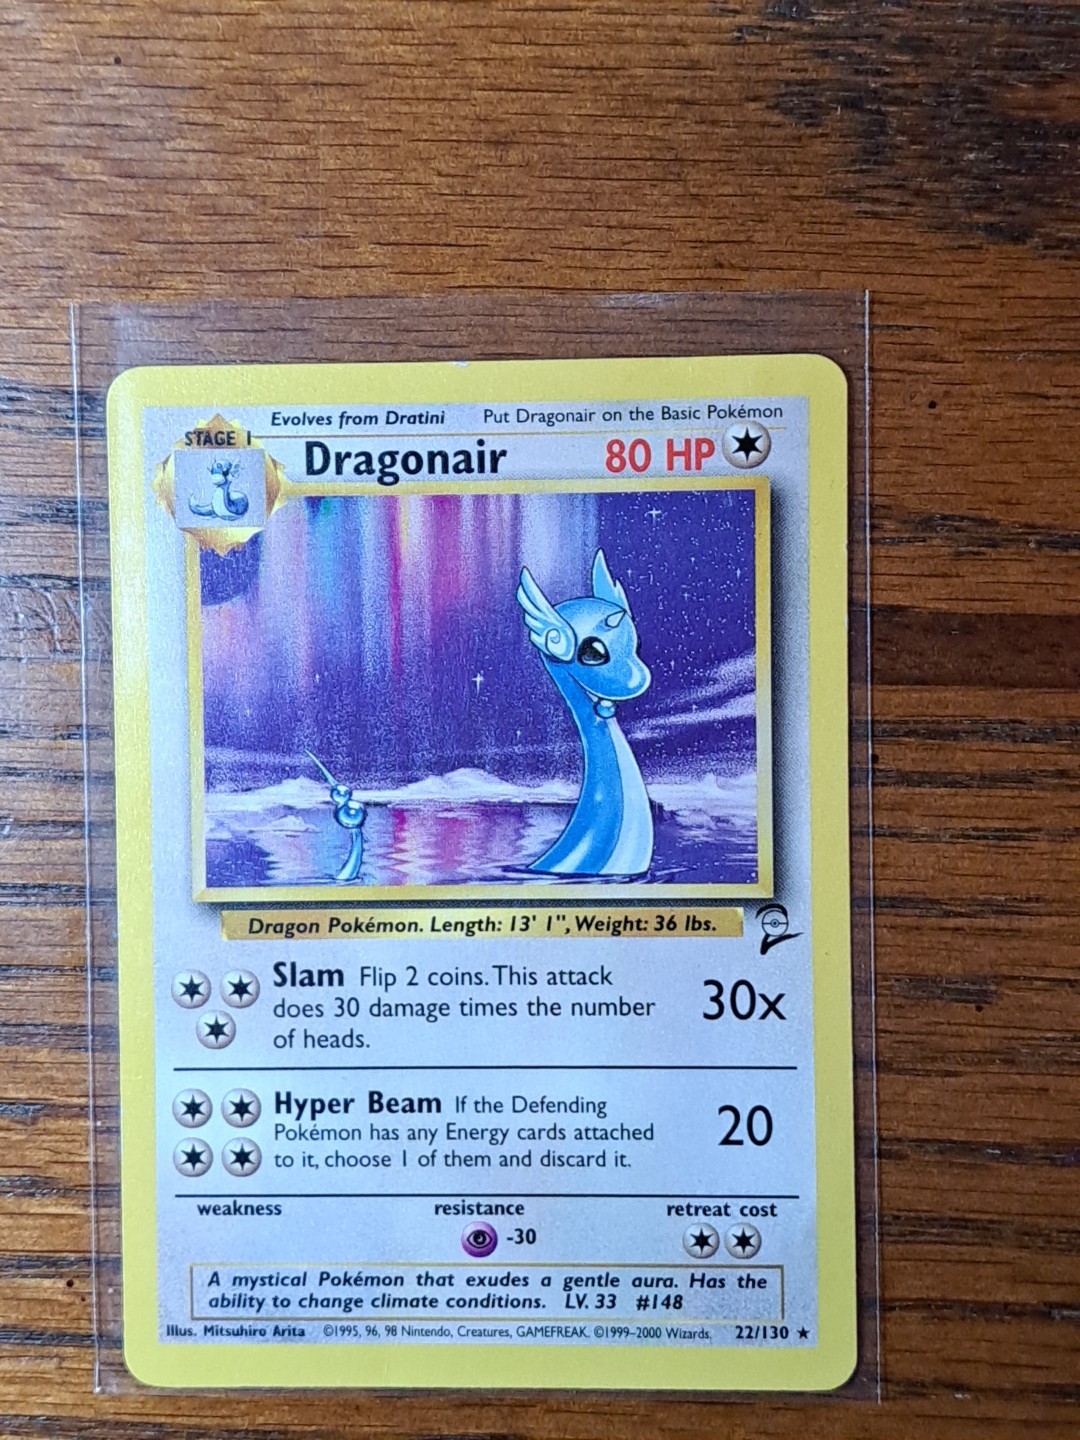 Evolves from Dratini Put Dragonair on the Basic Pokémon
STAGE 1
Dragonair 80 HP
Dragon Pokémon. Length: 13' 1", Weight: 36 lbs.
Slam Flip 2 coins. This attack
does 30 damage times the number
of heads.
30x
Hyper Beam If the Defending
Pokémon has any Energy cards attached
to it, choose 1 of them and discard it.
20
weakness resistance retreat cost
-30
A mystical Pokémon that exudes a gentle aura. Has the
ability to change climate conditions. LV. 33 #148
Illus. Mitsuhiro Arita ©1995, 96, 98 Nintendo, Creatures, GAMEFREAK. ©1999-2000 Wizards. 22/130 ★